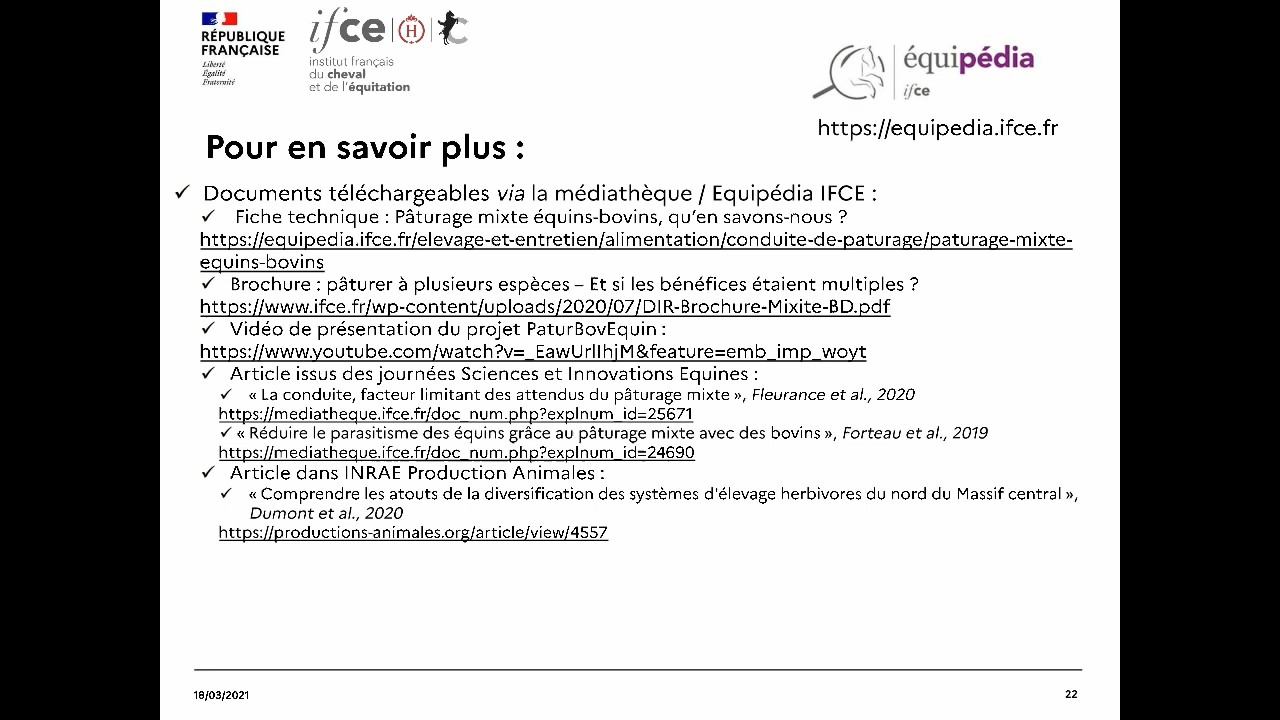 RÉPUBLIQUE
FRANÇAISE
Liberté
Égalité
Fraternité
ifce H C
institut français
du cheval
et de l'équitation
équipédia
ifce
https://equipedia.ifce.fr
Pour en savoir plus :
✓ Documents téléchargeables via la médiathèque / Equipédia IFCE :
✓ Fiche technique : Pâturage mixte équins-bovins, qu'en savons-nous ?
https://equipedia.ifce.fr/elevage-et-entretien/alimentation/conduite-de-paturage/paturage-mixte-
equins-bovins
✓ Brochure : pâturer à plusieurs espèces – Et si les bénéfices étaient multiples ?
https://www.ifce.fr/wp-content/uploads/2020/07/DIR-Brochure-Mixite-BD.pdf
✓ Vidéo de présentation du projet PaturBovEquin :
https://www.youtube.com/watch?v=_EawUrlIhjM&feature=emb_imp_woyt
✓ Article issus des journées Sciences et Innovations Equines :
✓ « La conduite, facteur limitant des attendus du pâturage mixte », Fleurance et al., 2020
https://mediatheque.ifce.fr/doc_num.php?explnum_id=25671
✓ « Réduire le parasitisme des équins grâce au pâturage mixte avec des bovins », Forteau et al., 2019
https://mediatheque.ifce.fr/doc_num.php?explnum_id=24690
✓ Article dans INRAE Production Animales :
✓ « Comprendre les atouts de la diversification des systèmes d'élevage herbivores du nord du Massif central »,
Dumont et al., 2020
https://productions-animales.org/article/view/4557
18/03/2021
22